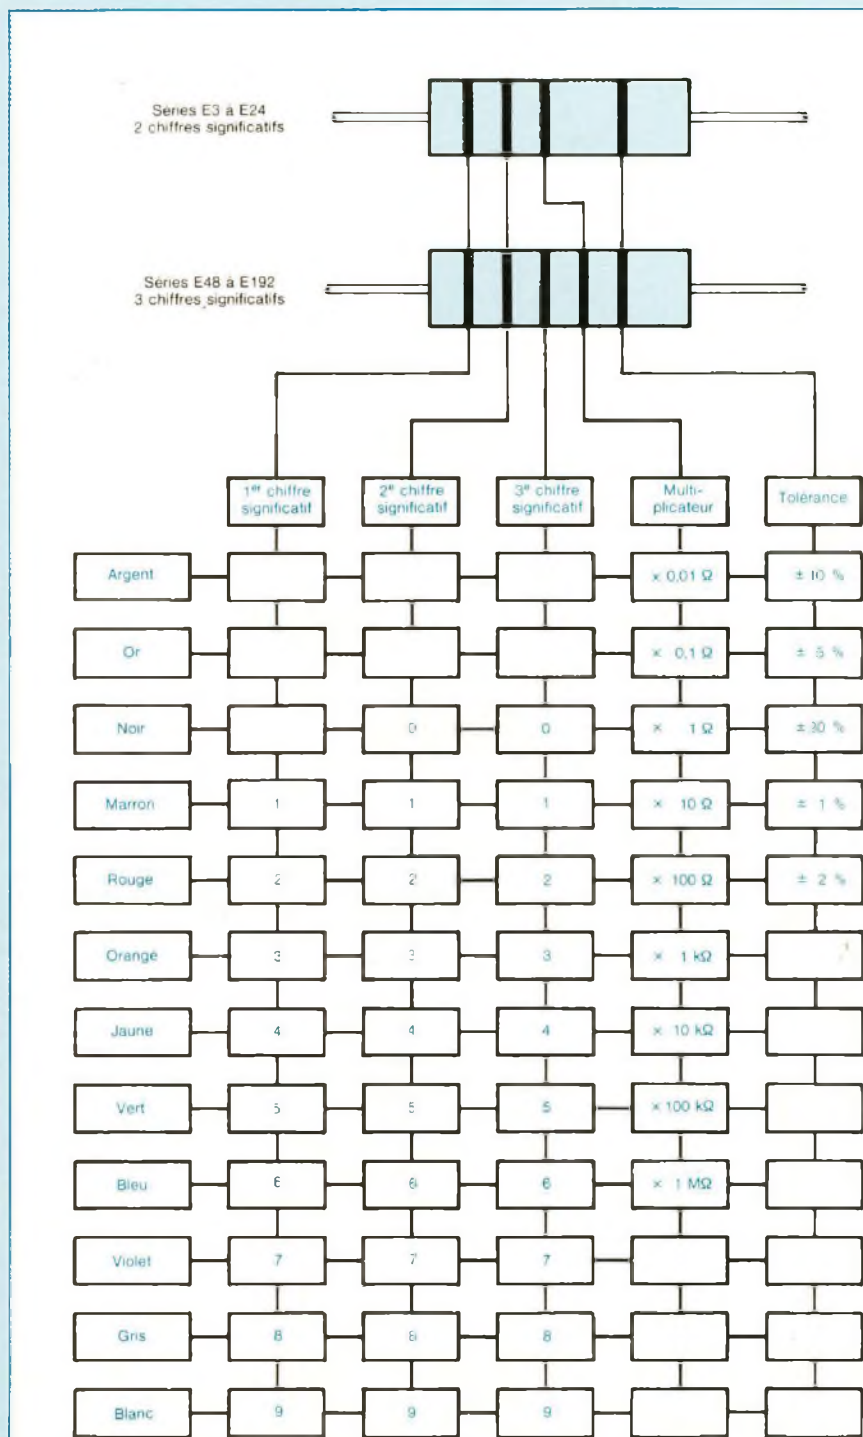 Séries E3 à E24
2 chiffres significatifs
Séries E48 à E192
3 chiffres significatifs
1er chiffre significatif
2e chiffre significatif
3e chiffre significatif
Multi-plicateur
Tolérance
Argent × 0,01 Ω ± 10 %
Or × 0,1 Ω ± 5 %
Noir 0 0 × 1 Ω
Marron 1 1 1 × 10 Ω ± 1 %
Rouge 2 2 2 × 100 Ω ± 2 %
Orange 3 3 3 × 1 kΩ
Jaune 4 4 4 × 10 kΩ
Vert 5 5 5 × 100 kΩ
Bleu 6 6 6 × 1 MΩ
Violet 7 7 7
Gris 8 8 8
Blanc 9 9 9